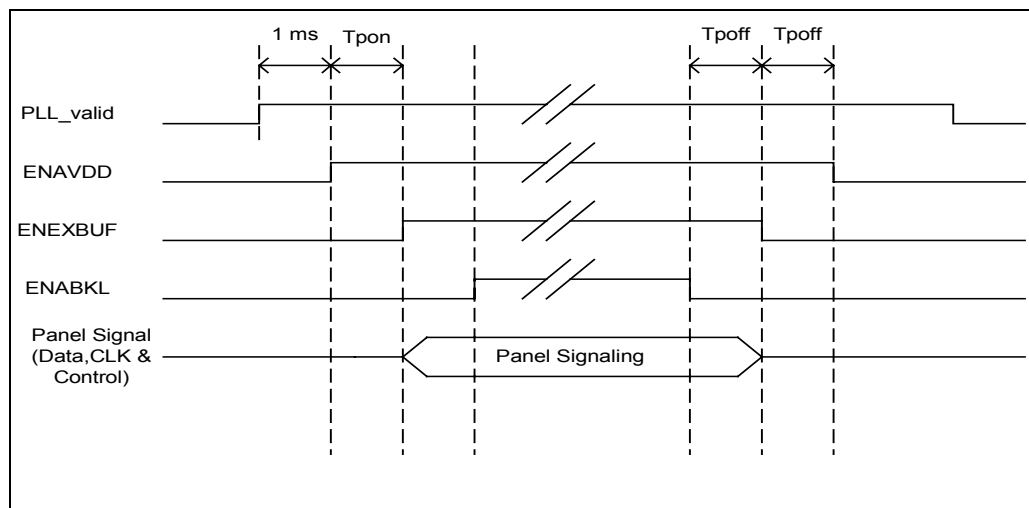 1 ms
Tpon
Tpoff
Tpoff
PLL_valid
ENAVDD
ENEXBUF
ENABKL
Panel Signal
(Data,CLK &
Control)
Panel Signaling